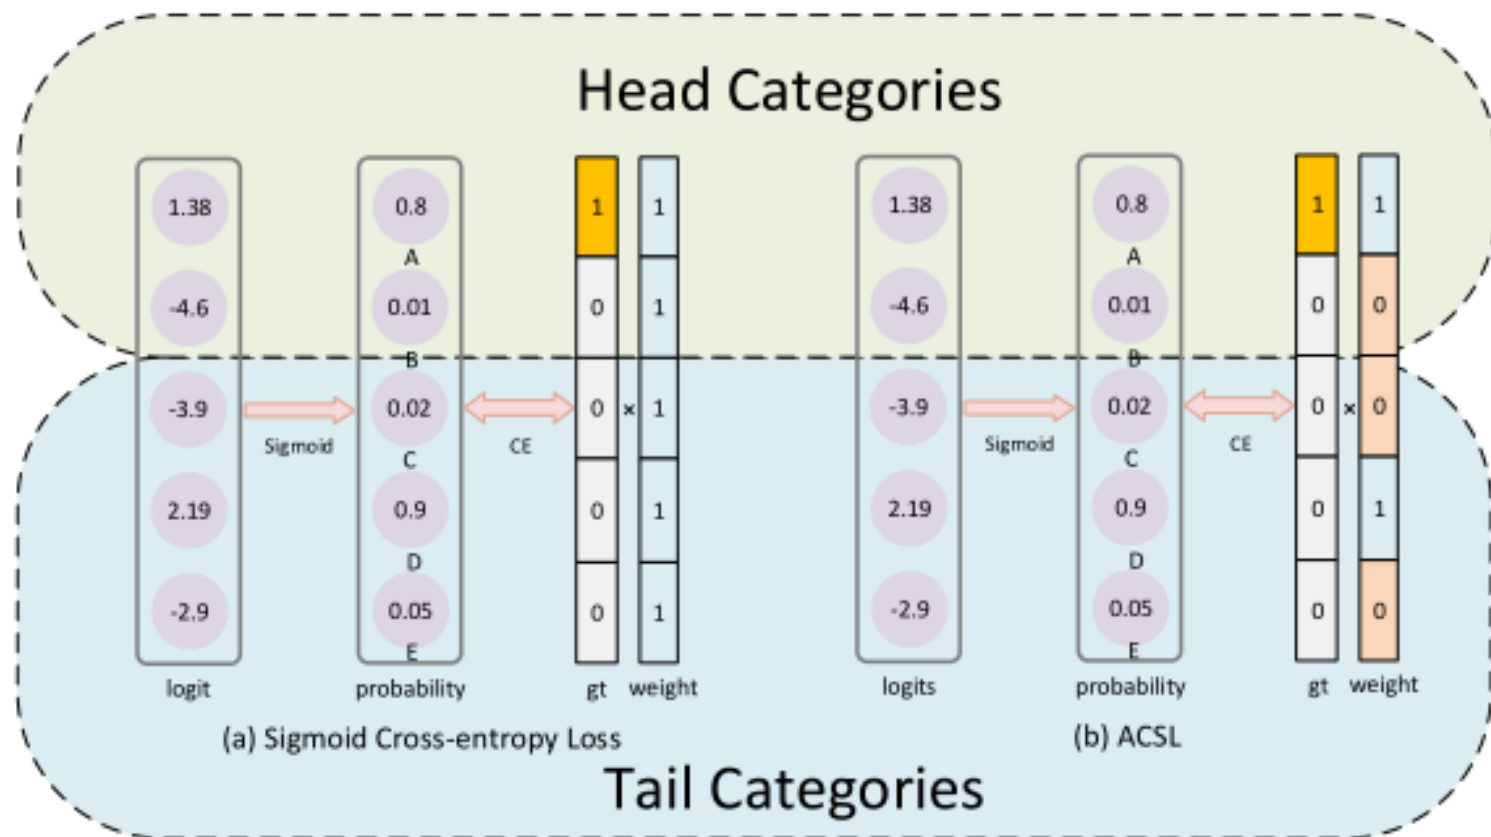 Head Categories
1.38 0.8 1 1 1.38 0.8 1 1
A A
-4.6 0.01 0 1 -4.6 0.01 0 0
B B
-3.9 0.02 0 × 1 -3.9 0.02 0 × 0
Sigmoid CE Sigmoid CE
C C
2.19 0.9 0 1 2.19 0.9 0 1
D D
-2.9 0.05 0 1 -2.9 0.05 0 0
E E
logit probability gt weight logits probability gt weight
(a) Sigmoid Cross-entropy Loss (b) ACSL
Tail Categories